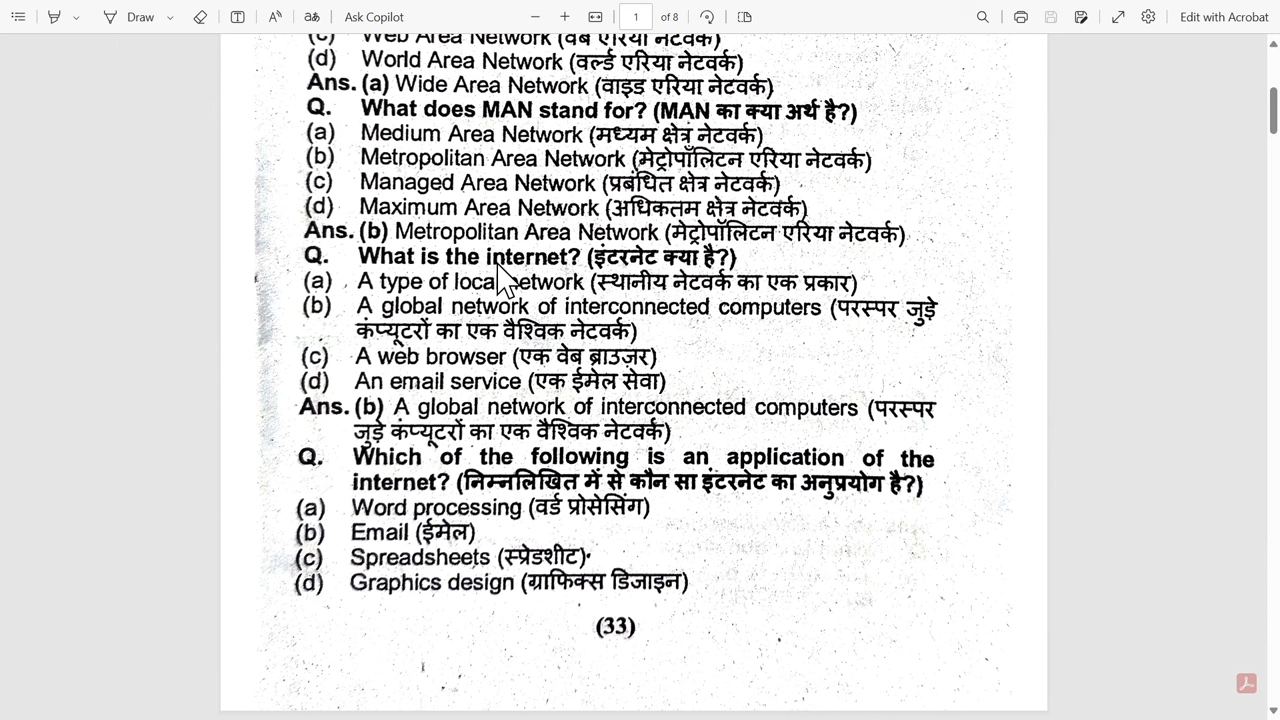 Draw
Ask Copilot
1 of 8
Edit with Acrobat
(c) Web Area Network (वेब एरिया नेटवर्क)
(d) World Area Network (वर्ल्ड एरिया नेटवर्क)
Ans. (a) Wide Area Network (वाइड एरिया नेटवर्क)
Q. What does MAN stand for? (MAN का क्या अर्थ है?)
(a) Medium Area Network (मध्यम क्षेत्र नेटवर्क)
(b) Metropolitan Area Network (मेट्रोपॉलिटन एरिया नेटवर्क)
(c) Managed Area Network (प्रबंधित क्षेत्र नेटवर्क)
(d) Maximum Area Network (अधिकतम क्षेत्र नेटवर्क)
Ans. (b) Metropolitan Area Network (मेट्रोपॉलिटन एरिया नेटवर्क)
Q. What is the internet? (इंटरनेट क्या है?)
(a) A type of local network (स्थानीय नेटवर्क का एक प्रकार)
(b) A global network of interconnected computers (परस्पर जुड़े
कंप्यूटरों का एक वैश्विक नेटवर्क)
(c) A web browser (एक वेब ब्राउज़र)
(d) An email service (एक ईमेल सेवा)
Ans. (b) A global network of interconnected computers (परस्पर
जुड़े कंप्यूटरों का एक वैश्विक नेटवर्क)
Q. Which of the following is an application of the
internet? (निम्नलिखित में से कौन सा इंटरनेट का अनुप्रयोग है?)
(a) Word processing (वर्ड प्रोसेसिंग)
(b) Email (ईमेल)
(c) Spreadsheets (स्प्रेडशीट)
(d) Graphics design (ग्राफिक्स डिजाइन)
(33)